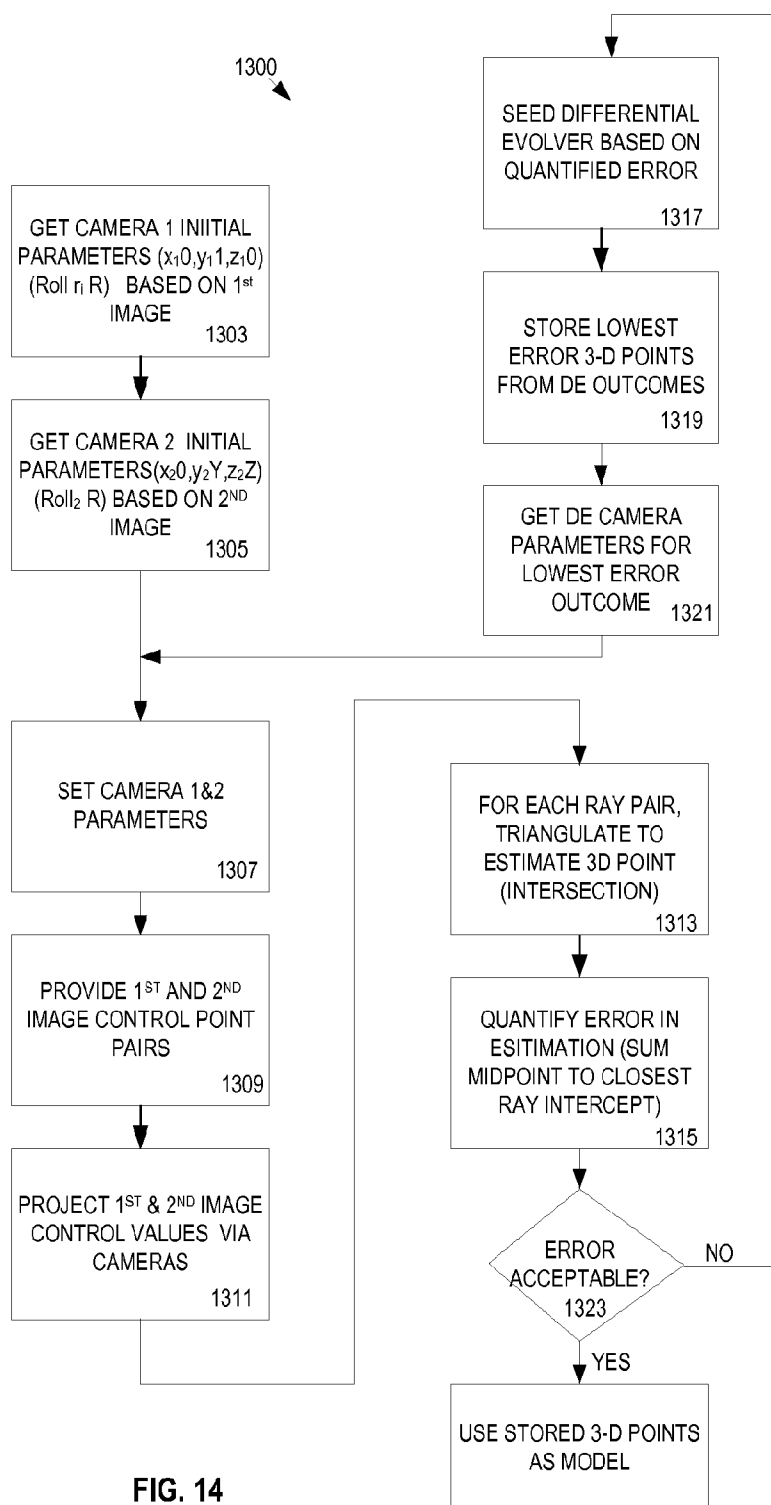 1300
GET CAMERA 1 INIITIAL
PARAMETERS (x₁0,y₁1,z₁0)
(Roll rᵢ R) BASED ON 1st
IMAGE
1303
GET CAMERA 2 INITIAL
PARAMETERS(x₂0,y₂Y,z₂Z)
(Roll₂ R) BASED ON 2ND
IMAGE
1305
SET CAMERA 1&2
PARAMETERS
1307
PROVIDE 1ST AND 2ND
IMAGE CONTROL POINT
PAIRS
1309
PROJECT 1ST & 2ND IMAGE
CONTROL VALUES VIA
CAMERAS
1311
FOR EACH RAY PAIR,
TRIANGULATE TO
ESTIMATE 3D POINT
(INTERSECTION)
1313
QUANTIFY ERROR IN
ESITIMATION (SUM
MIDPOINT TO CLOSEST
RAY INTERCEPT)
1315
ERROR
ACCEPTABLE?
1323
NO
YES
USE STORED 3-D POINTS
AS MODEL
SEED DIFFERENTIAL
EVOLVER BASED ON
QUANTIFIED ERROR
1317
STORE LOWEST
ERROR 3-D POINTS
FROM DE OUTCOMES
1319
GET DE CAMERA
PARAMETERS FOR
LOWEST ERROR
OUTCOME
1321
FIG. 14